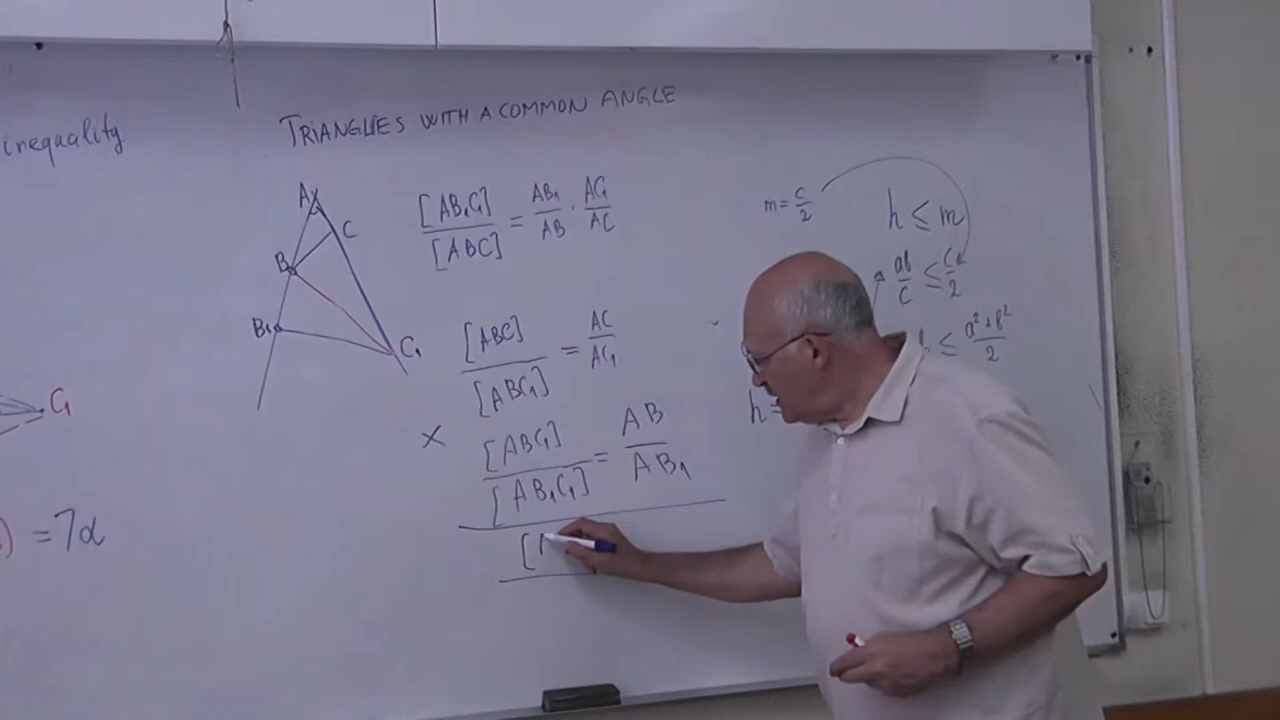 inequality
TRIANGLES WITH A COMMON ANGLE
A
B
C
B₁
C₁
[AB₁C₁] / [ABC] = AB₁/AB · AC₁/AC
[ABC] / [ABC₁] = AC/AC₁
× [ABC₁] / [AB₁C₁] = AB/AB₁
[
m = c/2
h ≤ m
ab/c ≤ c/2
≤ a²+b²/2
h =
C₁
) = 7α